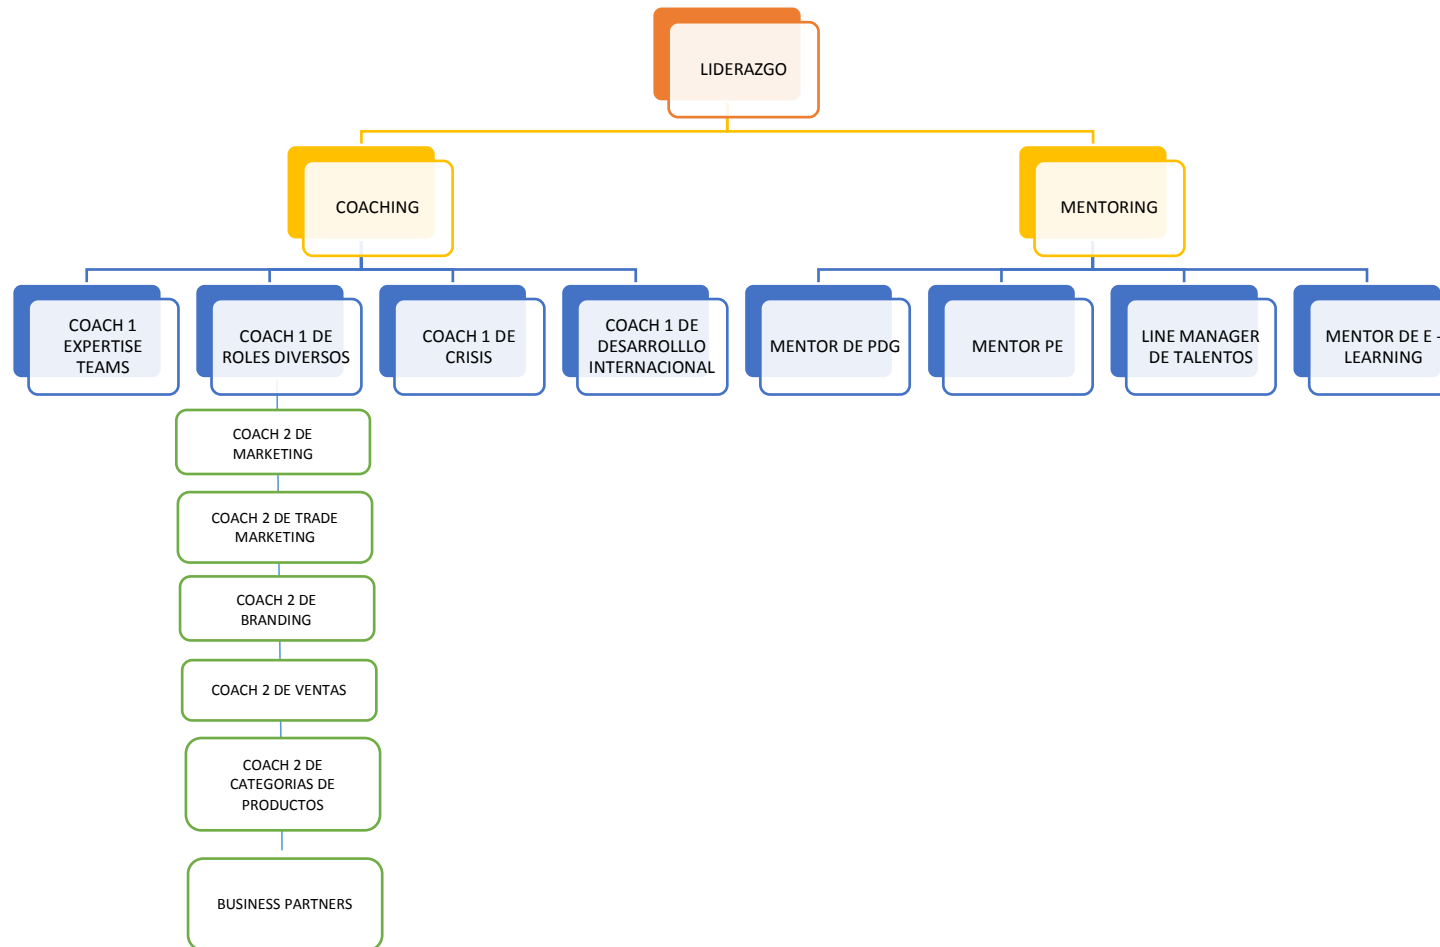 LIDERAZGO
COACHING
MENTORING
COACH 1
EXPERTISE
TEAMS
COACH 1 DE
ROLES DIVERSOS
COACH 1 DE
CRISIS
COACH 1 DE
DESARROLLLO
INTERNACIONAL
MENTOR DE PDG
MENTOR PE
LINE MANAGER
DE TALENTOS
MENTOR DE E -
LEARNING
COACH 2 DE
MARKETING
COACH 2 DE TRADE
MARKETING
COACH 2 DE
BRANDING
COACH 2 DE VENTAS
COACH 2 DE
CATEGORIAS DE
PRODUCTOS
BUSINESS PARTNERS